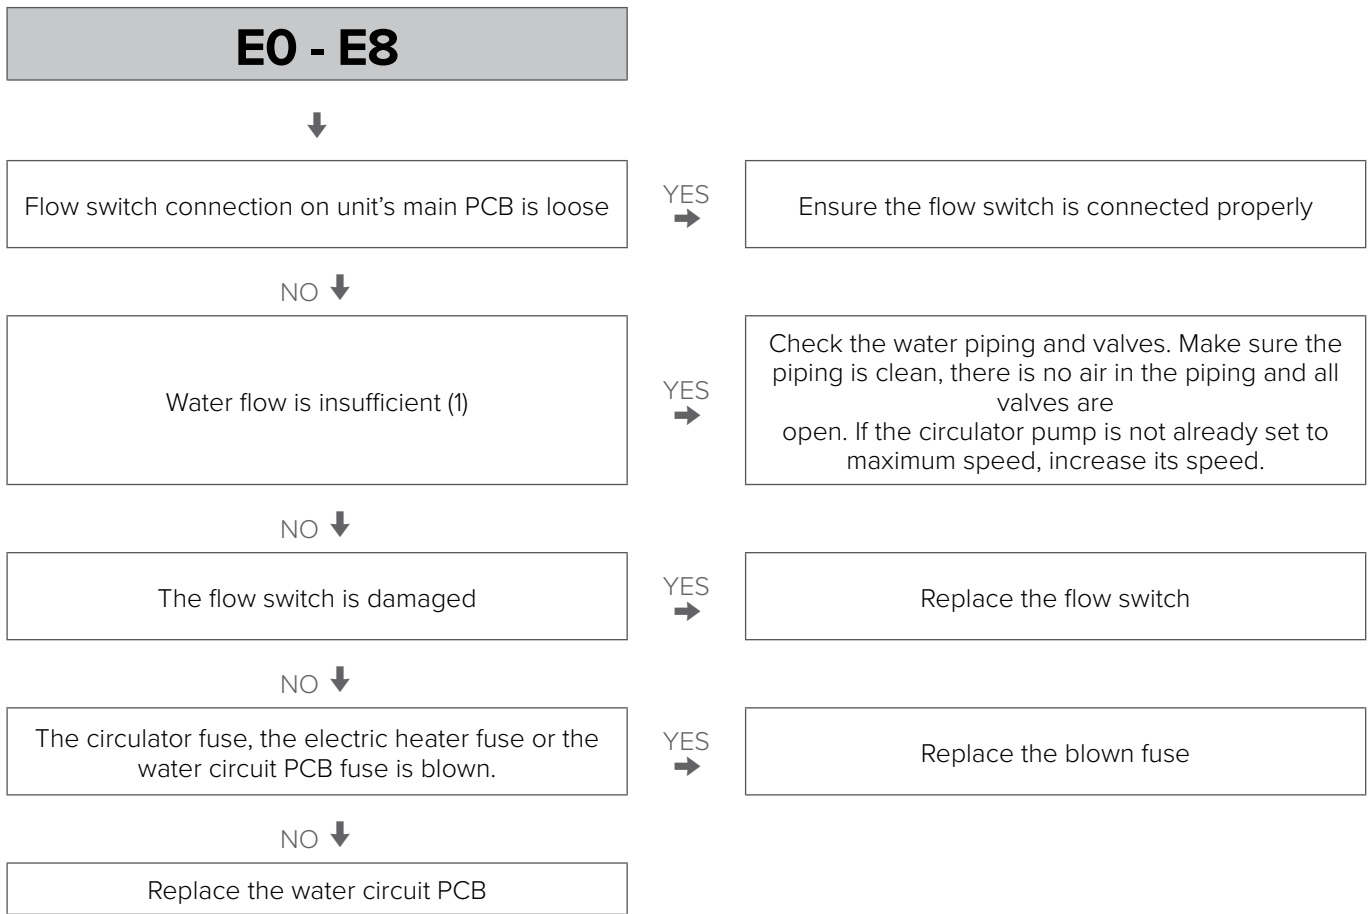 E0 - E8
Flow switch connection on unit's main PCB is loose
YES
Ensure the flow switch is connected properly
NO
Water flow is insufficient (1)
YES
Check the water piping and valves. Make sure the
piping is clean, there is no air in the piping and all
valves are
open. If the circulator pump is not already set to
maximum speed, increase its speed.
NO
The flow switch is damaged
YES
Replace the flow switch
NO
The circulator fuse, the electric heater fuse or the
water circuit PCB fuse is blown.
YES
Replace the blown fuse
NO
Replace the water circuit PCB